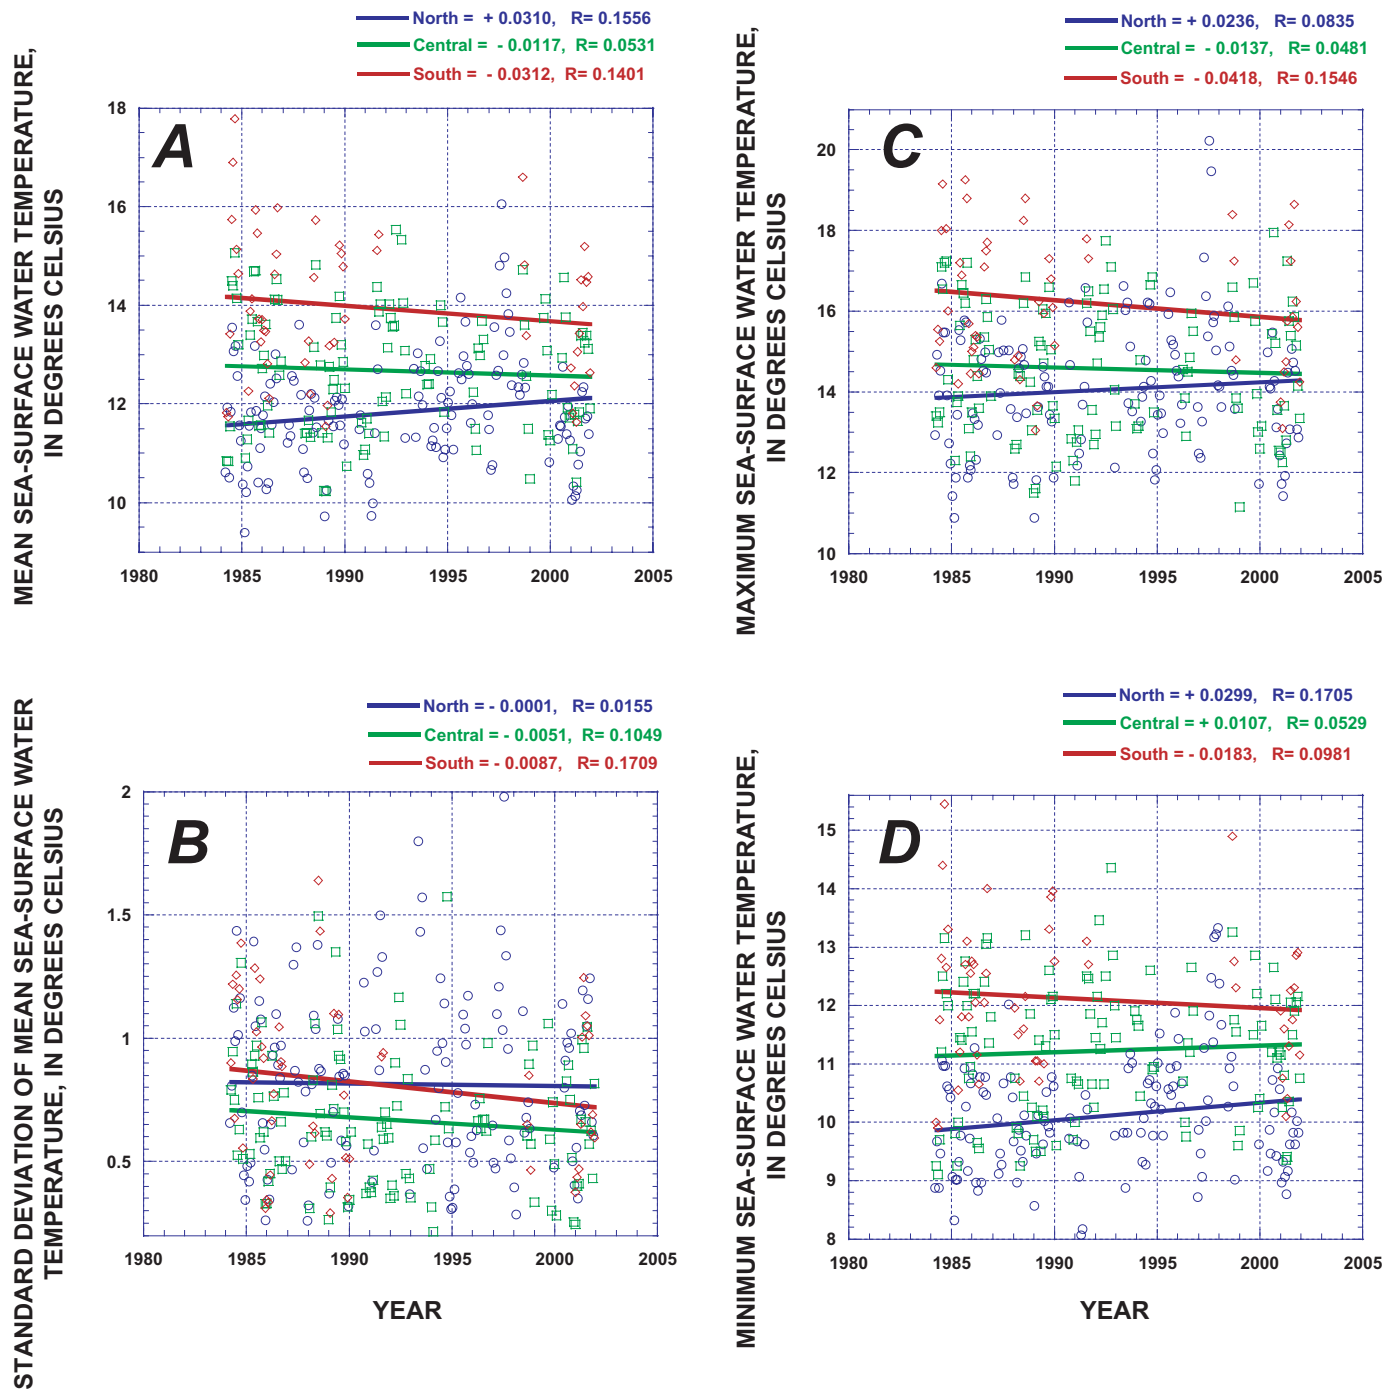 North = + 0.0310, R= 0.1556
Central = - 0.0117, R= 0.0531
South = - 0.0312, R= 0.1401
MEAN SEA-SURFACE WATER TEMPERATURE,
IN DEGREES CELSIUS
A
18
16
14
12
10
1980 1985 1990 1995 2000 2005
North = + 0.0236, R= 0.0835
Central = - 0.0137, R= 0.0481
South = - 0.0418, R= 0.1546
MAXIMUM SEA-SURFACE WATER TEMPERATURE,
IN DEGREES CELSIUS
C
20
18
16
14
12
10
1980 1985 1990 1995 2000 2005
North = - 0.0001, R= 0.0155
Central = - 0.0051, R= 0.1049
South = - 0.0087, R= 0.1709
STANDARD DEVIATION OF MEAN SEA-SURFACE WATER
TEMPERATURE, IN DEGREES CELSIUS
B
2
1.5
1
0.5
1980 1985 1990 1995 2000 2005
YEAR
North = + 0.0299, R= 0.1705
Central = + 0.0107, R= 0.0529
South = - 0.0183, R= 0.0981
MINIMUM SEA-SURFACE WATER TEMPERATURE,
IN DEGREES CELSIUS
D
15
14
13
12
11
10
9
8
1980 1985 1990 1995 2000 2005
YEAR